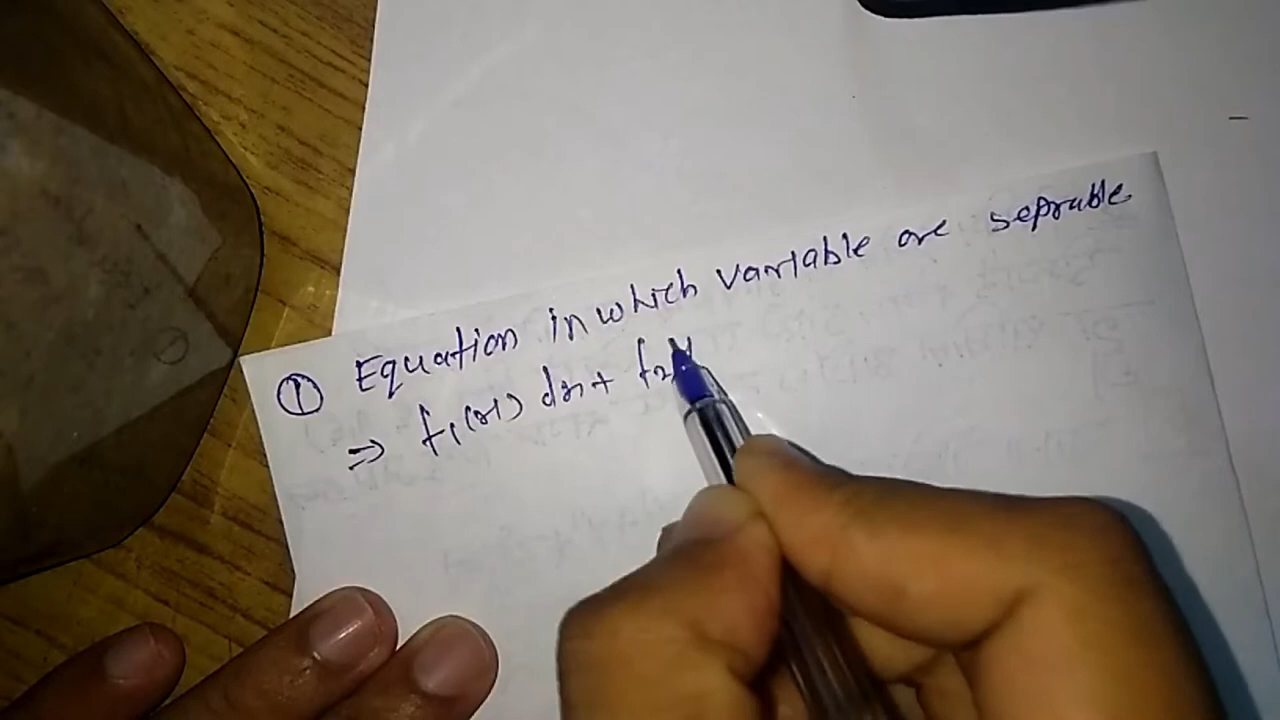 ① Equation in which variable are seprable
⇒ f₁(x) dx + f₂